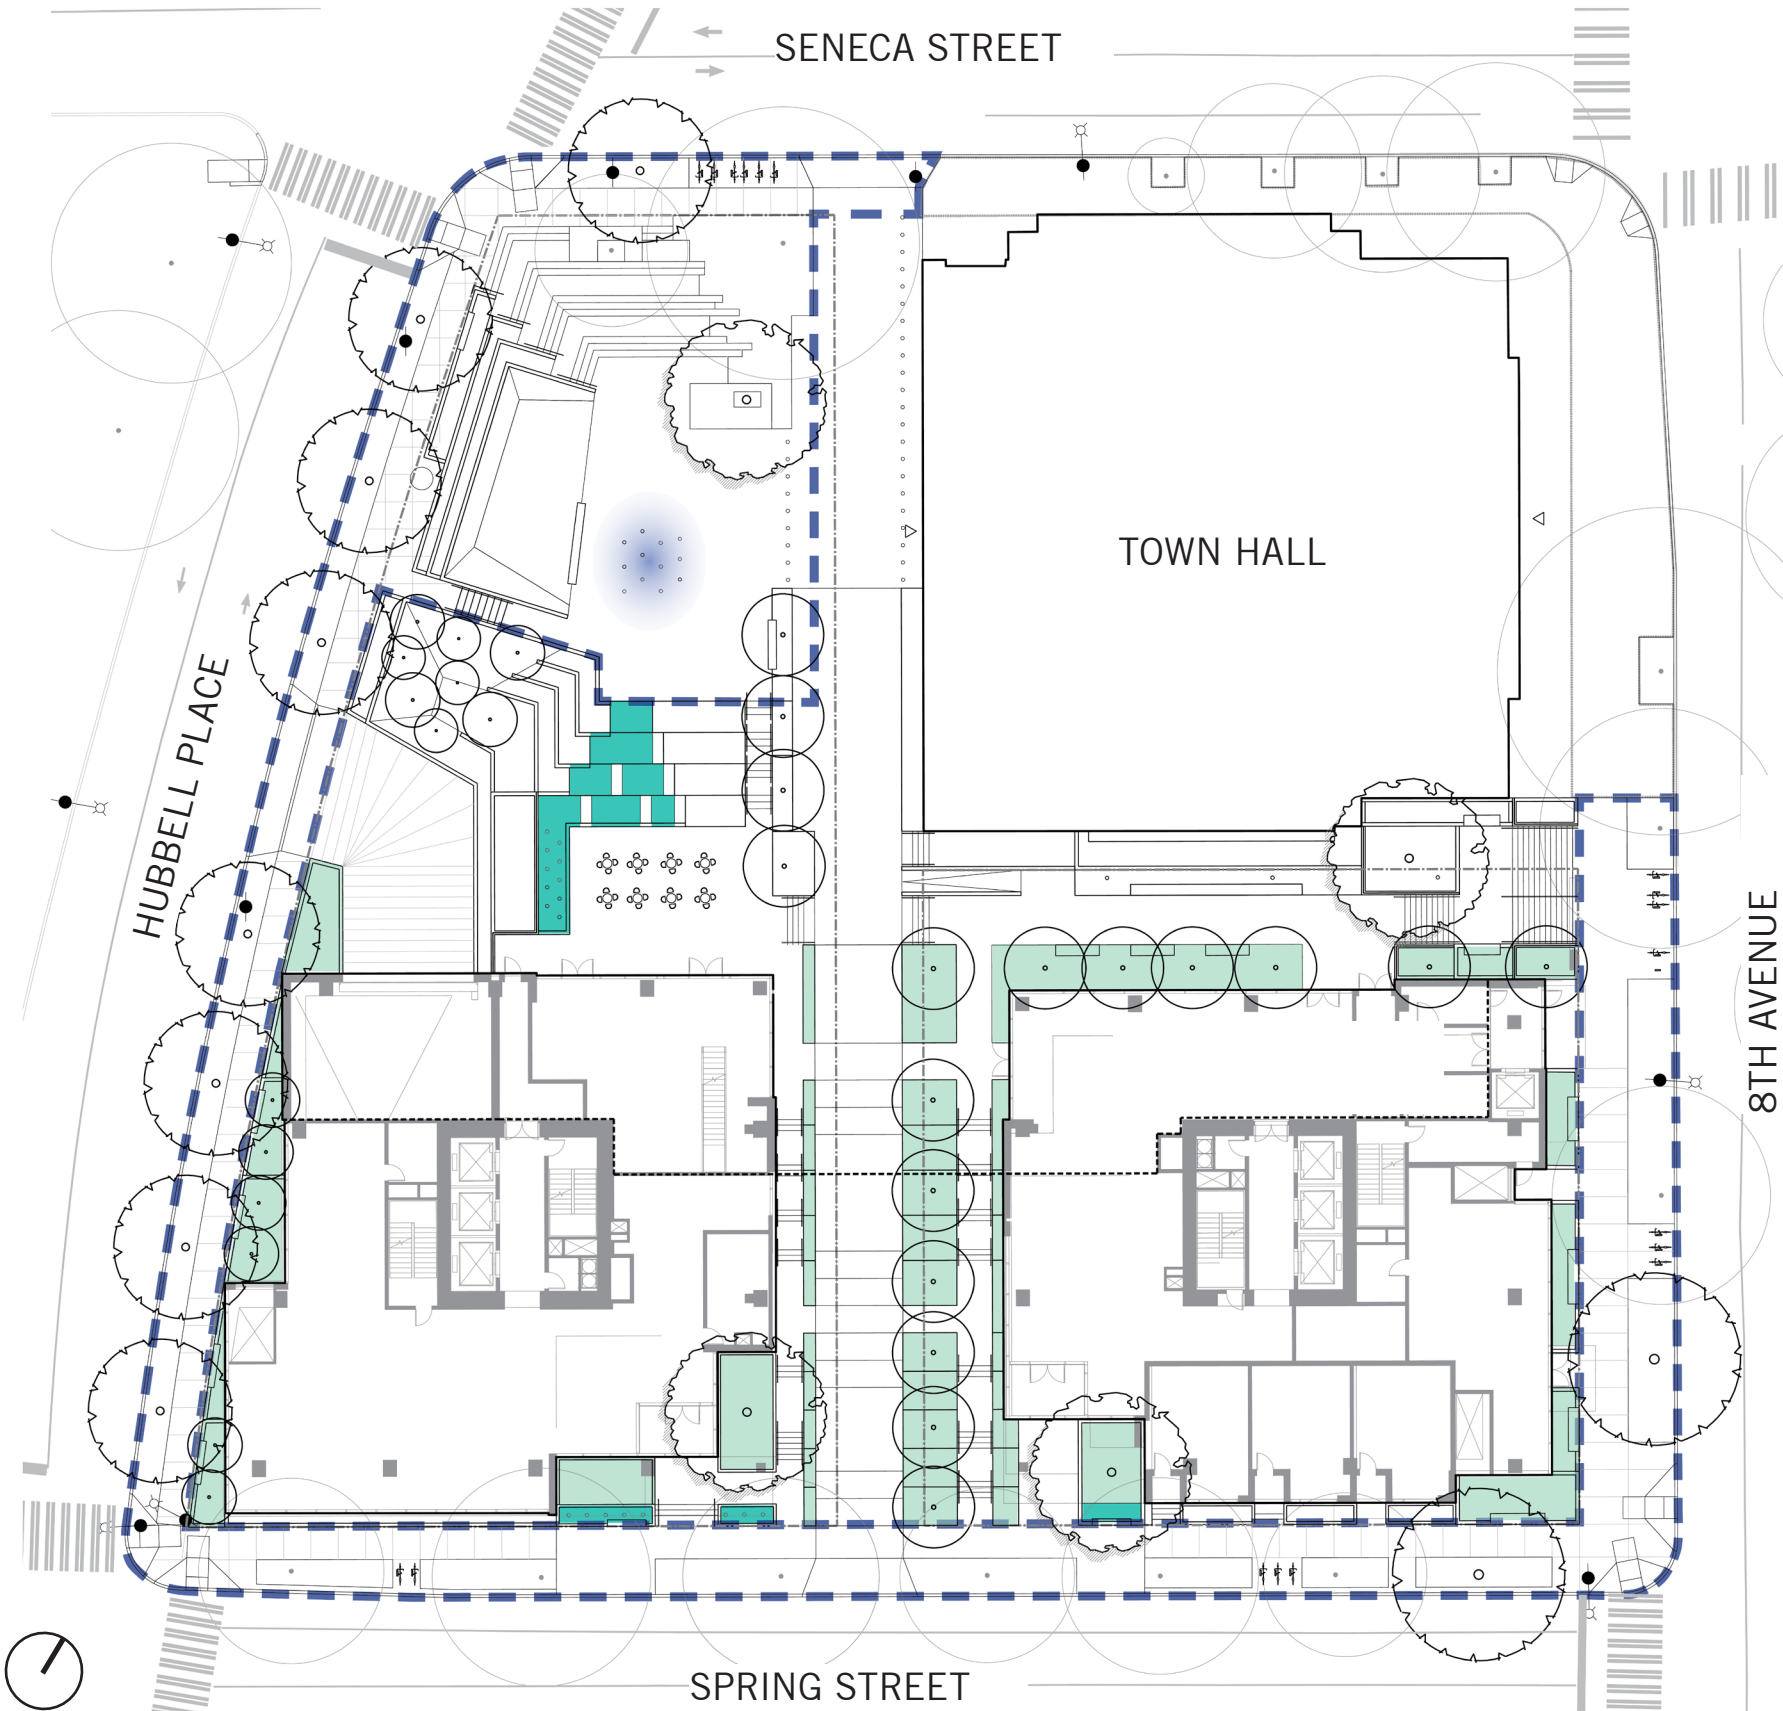 SENECA STREET
TOWN HALL
HUBBELL PLACE
8TH AVENUE
SPRING STREET